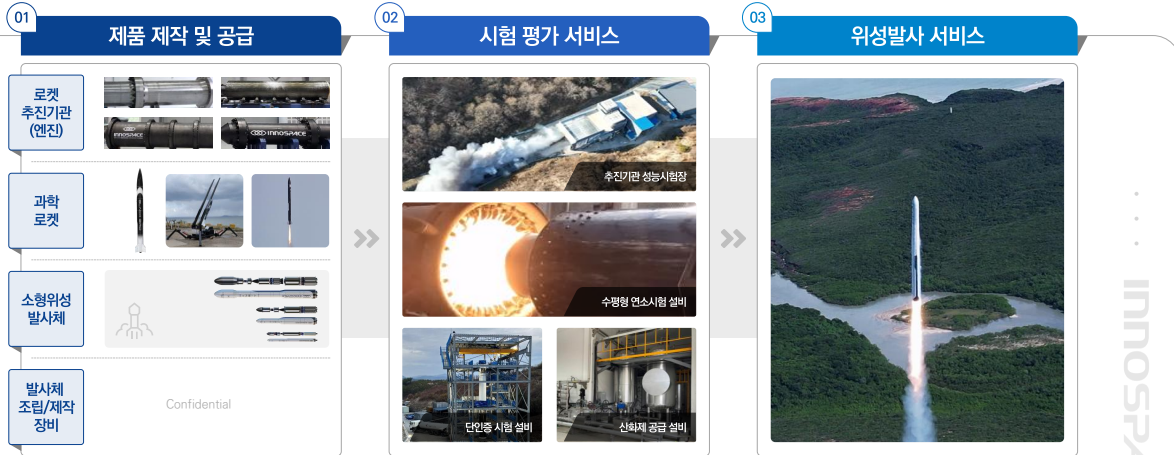 01
제품 제작 및 공급
로켓
추진기관
(엔진)
INNOSPACE
INNOSPACE
과학
로켓
소형위성
발사체
발사체
조립/제작
장비
Confidential
02
시험 평가 서비스
추진기관 성능시험장
수평형 연소시험 설비
단인증 시험 설비
산화제 공급 설비
03
위성발사 서비스
INNOSPA